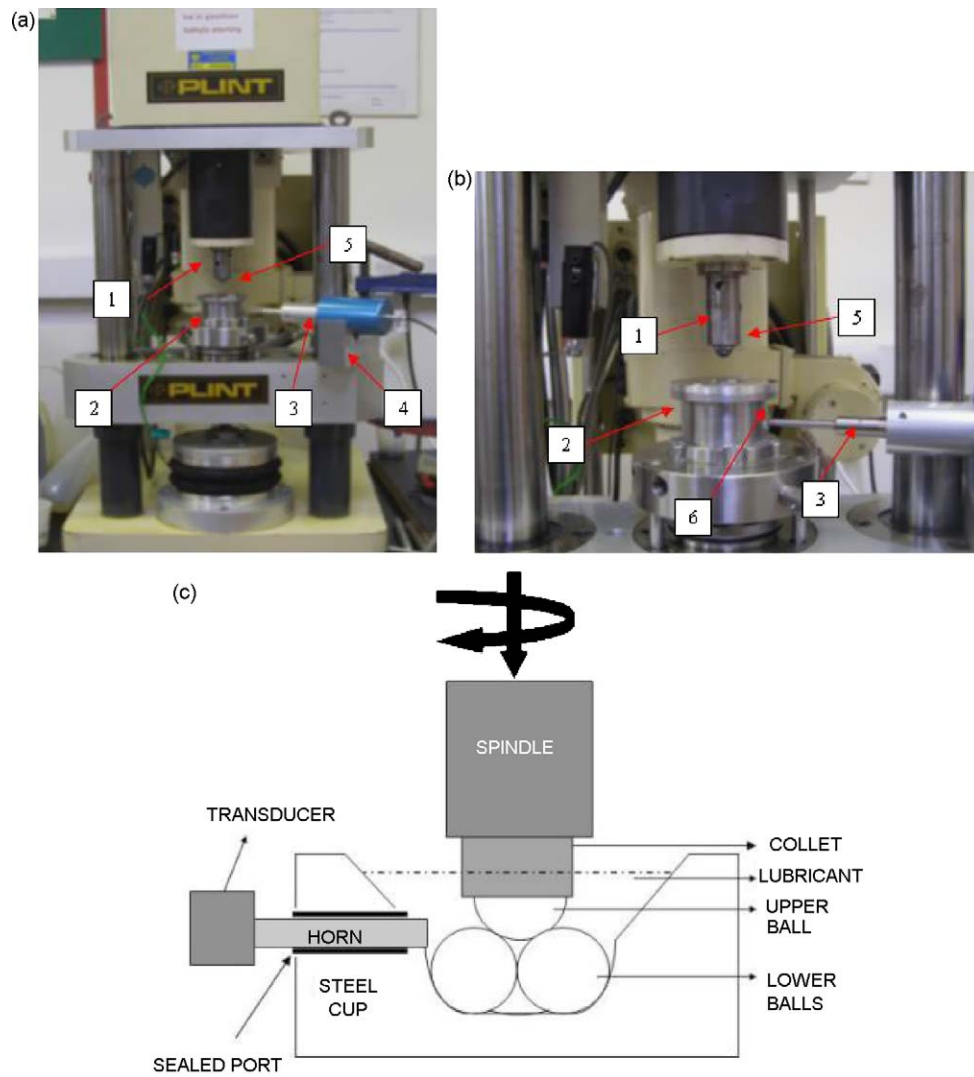 (a)
PLINT
5
1
2
3
4
PLINT
(b)
1
5
2
6
3
(c)
SPINDLE
TRANSDUCER
COLLET
LUBRICANT
UPPER
BALL
HORN
LOWER
BALLS
STEEL
CUP
SEALED PORT